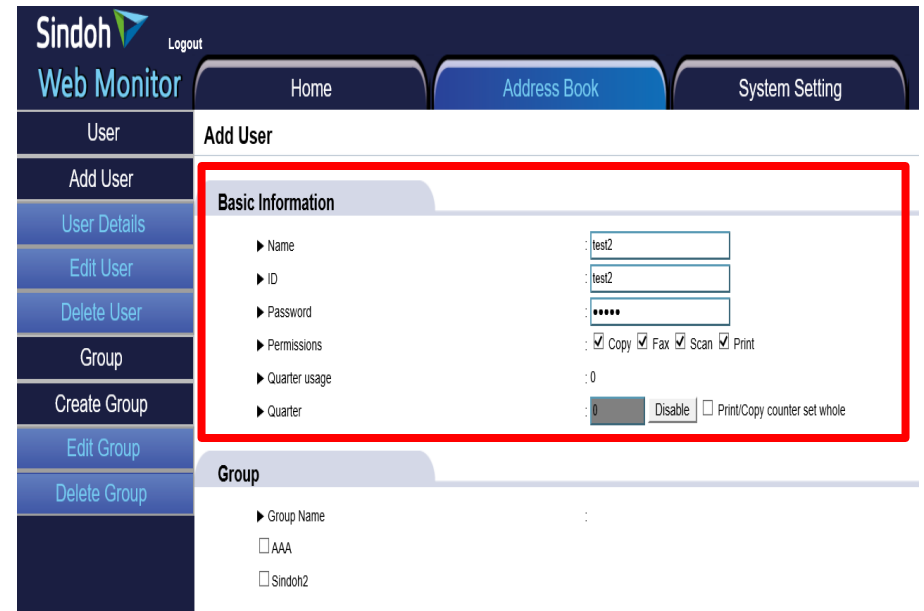 Sindoh Logout
Web Monitor Home Address Book System Setting
User
Add User
User Details
Edit User
Delete User
Group
Create Group
Edit Group
Delete Group
Add User
Basic Information
Name : test2
ID : test2
Password : •••••
Permissions : Copy Fax Scan Print
Quarter usage : 0
Quarter : 0 Disable Print/Copy counter set whole
Group
Group Name :
AAA
Sindoh2